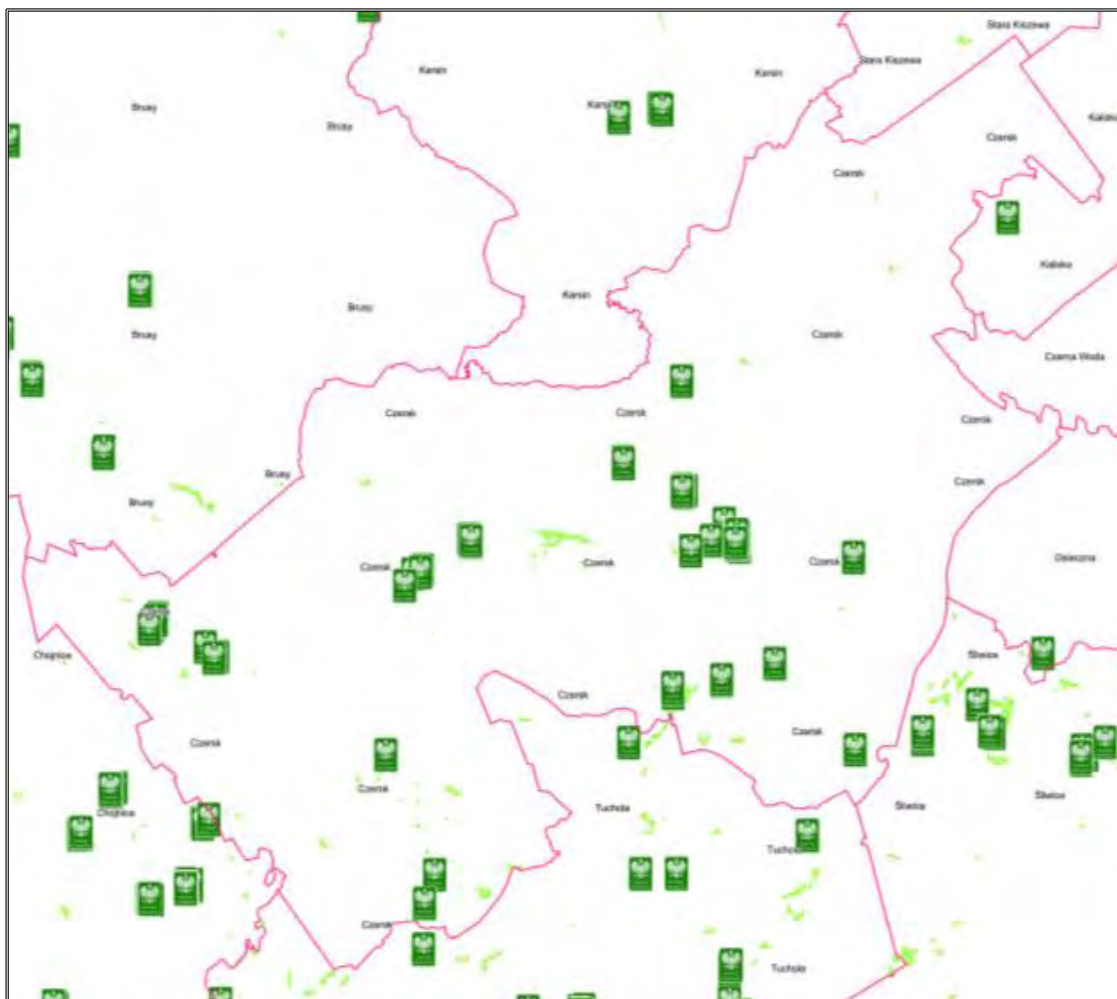 Stara Kiszewa
Stara Kiszewa
Karsin
Karsin
Brusy
Karsin
Kaliska
Brusy
Czersk
Czersk
Kaliska
Karsin
Brusy
Brusy
Czersk
Czarna Woda
Czersk
Czersk
Czersk
Brusy
Czersk
Brusy
Czersk
Czersk
Czersk
Osieczna
Chojnice
Śliwice
Czersk
Czersk
Czersk
Czersk
Śliwice
Tuchola
Śliwice
Chojnice
Tuchola
Czersk
Tuchola